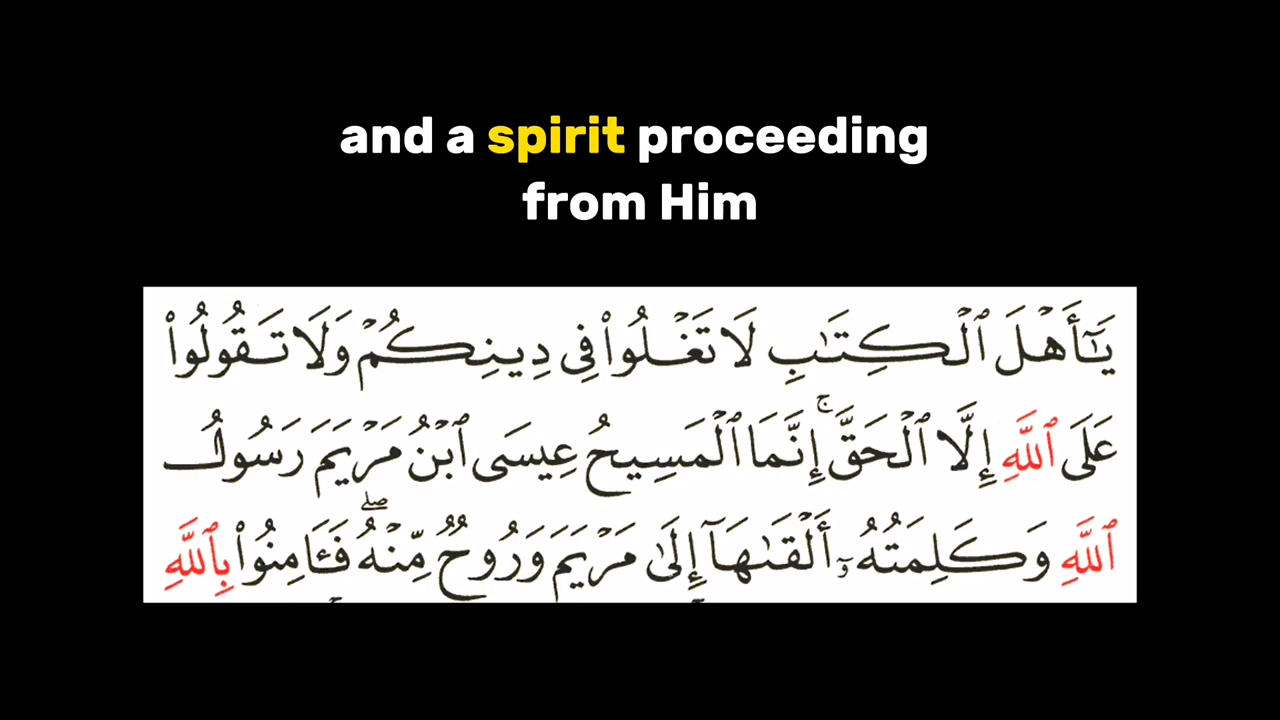 and a spirit proceeding
from Him
يَـٰٓأَهْلَ ٱلْكِتَـٰبِ لَا تَغْلُوا۟ فِى دِينِكُمْ وَلَا تَقُولُوا۟
عَلَى ٱللَّهِ إِلَّا ٱلْحَقَّ ۚ إِنَّمَا ٱلْمَسِيحُ عِيسَى ٱبْنُ مَرْيَمَ رَسُولُ
ٱللَّهِ وَكَلِمَتُهُۥٓ أَلْقَىٰهَآ إِلَىٰ مَرْيَمَ وَرُوحٌ مِّنْهُ ۖ فَـَٔامِنُوا۟ بِٱللَّهِ